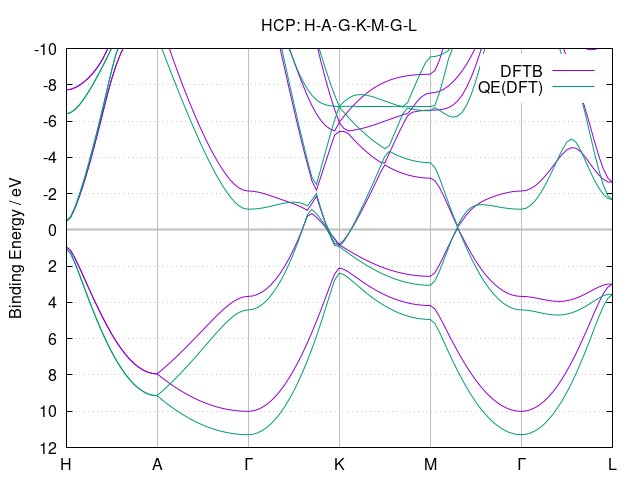 HCP: H-A-G-K-M-G-L
DFTB
QE(DFT)
Binding Energy / eV
-10
-8
-6
-4
-2
0
2
4
6
8
10
12
H A Γ K M Γ L